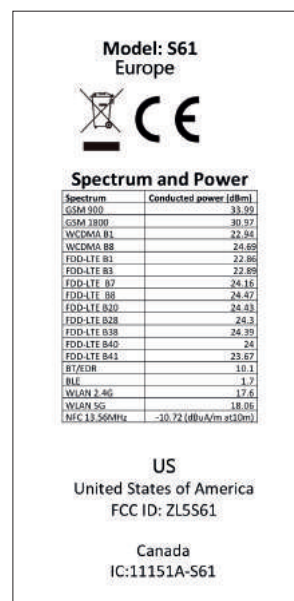 Model: S61
Europe
CE
Spectrum and Power
Spectrum Conducted power (dBm)
GSM 900 33.99
GSM 1800 30.97
WCDMA B1 22.94
WCDMA B8 24.69
FDD-LTE B1 22.86
FDD-LTE B3 22.89
FDD-LTE B7 24.16
FDD-LTE B8 24.47
FDD-LTE B20 24.43
FDD-LTE B28 24.3
FDD-LTE B38 24.39
FDD-LTE B40 24
FDD-LTE B41 23.67
BT/EDR 10.1
BLE 1.7
WLAN 2.4G 17.6
WLAN 5G 18.06
NFC 13.56MHz -10.72 (dBuA/m at10m)
US
United States of America
FCC ID: ZL5S61
Canada
IC:11151A-S61